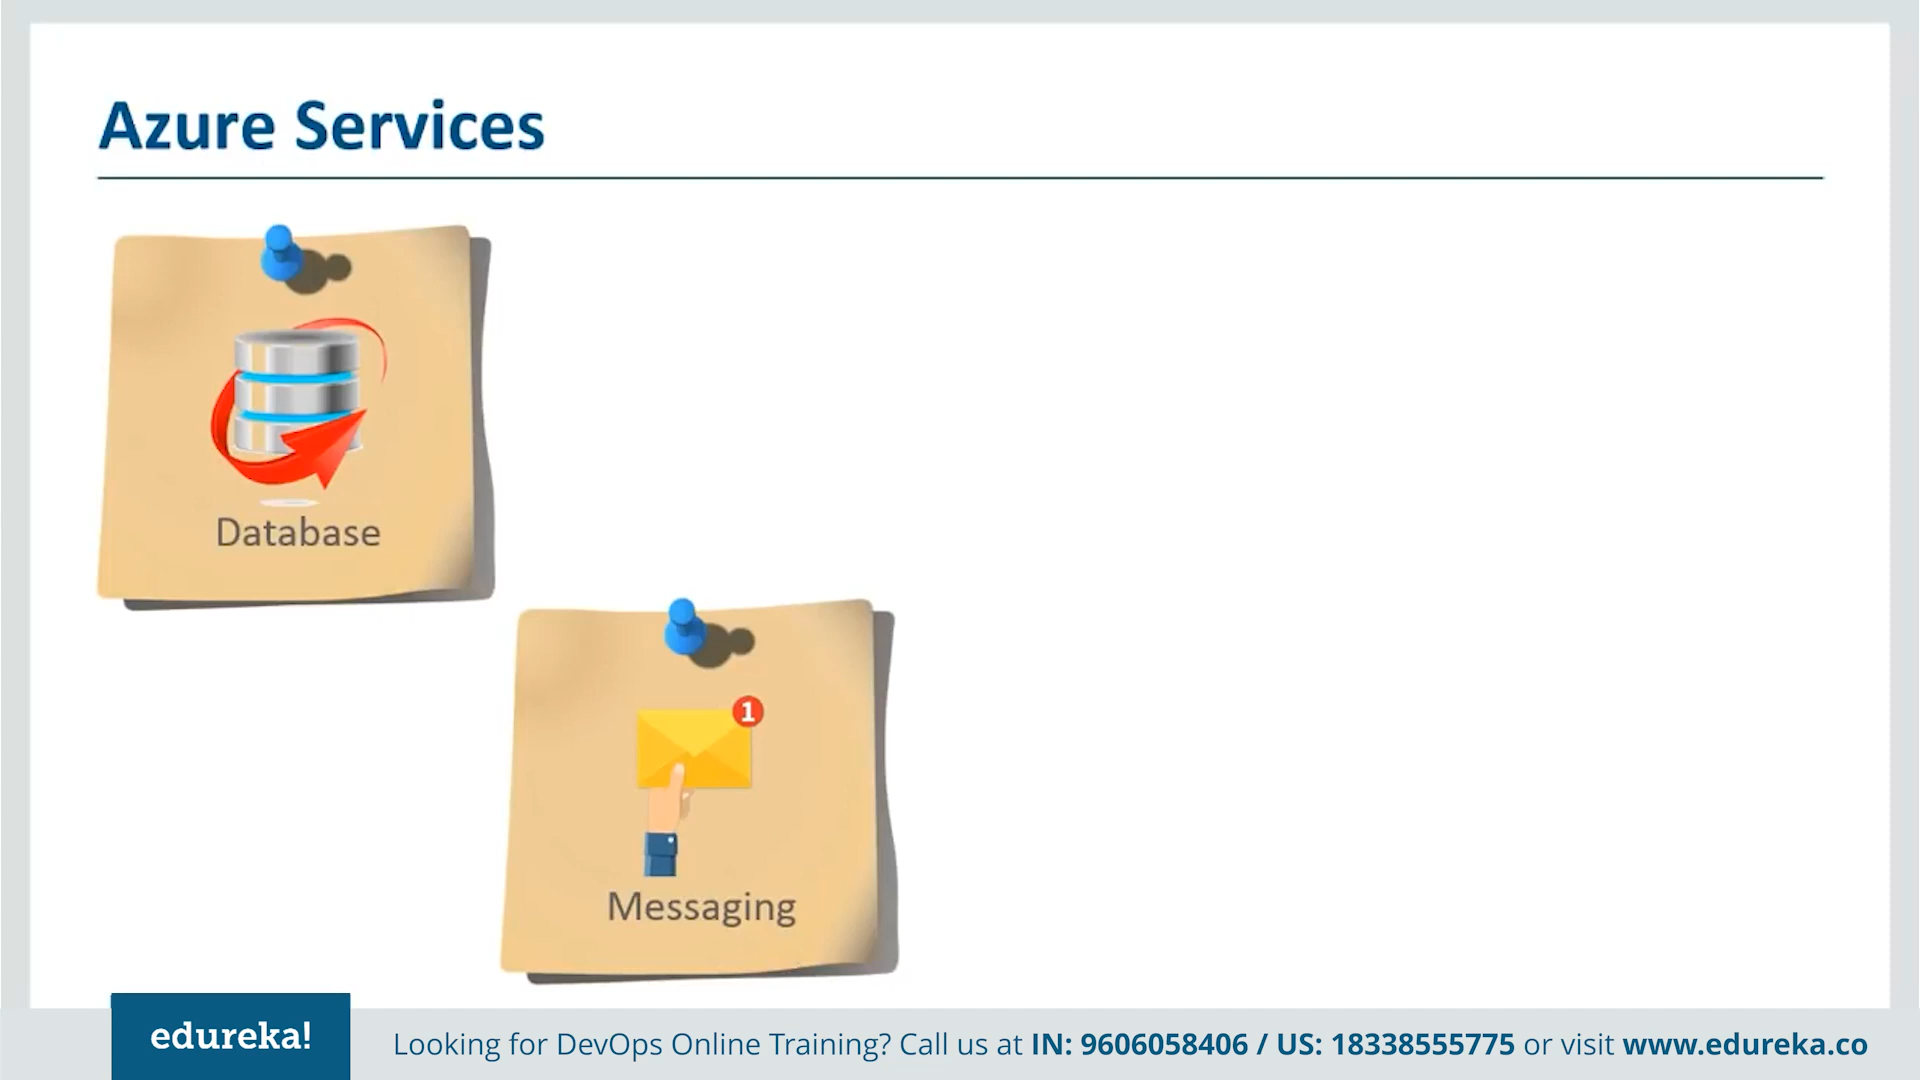 Azure Services
Database
1
Messaging
edureka!
Looking for DevOps Online Training? Call us at IN: 9606058406 / US: 18338555775 or visit www.edureka.co